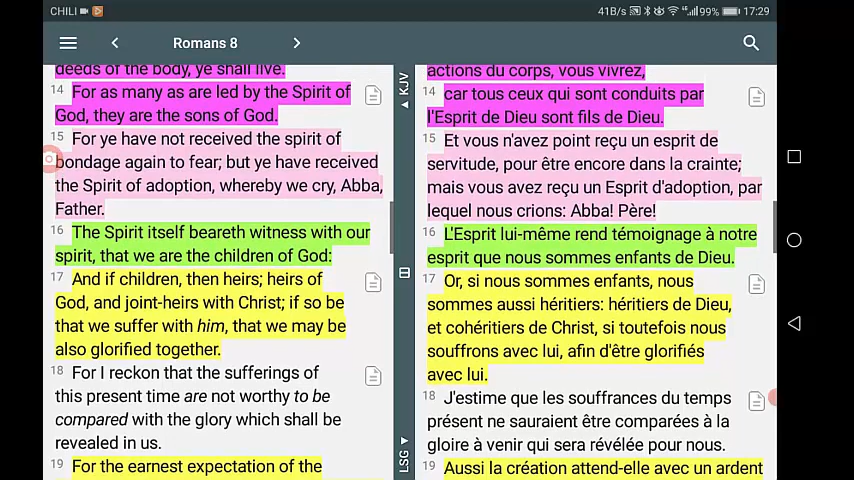 CHILI
41B/s 99% 17:29
Romans 8
deeds of the body, ye shall live.
14 For as many as are led by the Spirit of
God, they are the sons of God.
15 For ye have not received the spirit of
bondage again to fear; but ye have received
the Spirit of adoption, whereby we cry, Abba,
Father.
16 The Spirit itself beareth witness with our
spirit, that we are the children of God:
17 And if children, then heirs; heirs of
God, and joint-heirs with Christ; if so be
that we suffer with him, that we may be
also glorified together.
18 For I reckon that the sufferings of
this present time are not worthy to be
compared with the glory which shall be
revealed in us.
19 For the earnest expectation of the
KJV
LSG
actions du corps, vous vivrez,
14 car tous ceux qui sont conduits par
l'Esprit de Dieu sont fils de Dieu.
15 Et vous n'avez point reçu un esprit de
servitude, pour être encore dans la crainte;
mais vous avez reçu un Esprit d'adoption, par
lequel nous crions: Abba! Père!
16 L'Esprit lui-même rend témoignage à notre
esprit que nous sommes enfants de Dieu.
17 Or, si nous sommes enfants, nous
sommes aussi héritiers: héritiers de Dieu,
et cohéritiers de Christ, si toutefois nous
souffrons avec lui, afin d'être glorifiés
avec lui.
18 J'estime que les souffrances du temps
présent ne sauraient être comparées à la
gloire à venir qui sera révélée pour nous.
19 Aussi la création attend-elle avec un ardent